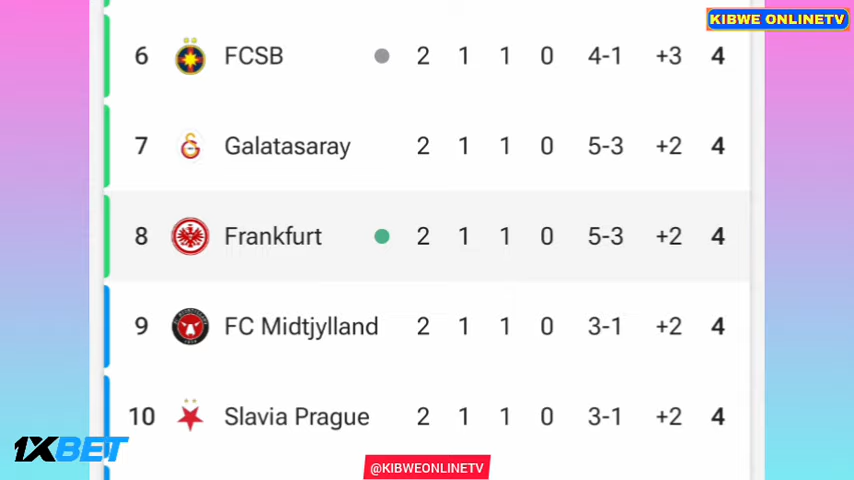 KIBWE ONLINETV
6 FCSB 2 1 1 0 4-1 +3 4
7 Galatasaray 2 1 1 0 5-3 +2 4
8 Frankfurt 2 1 1 0 5-3 +2 4
9 FC Midtjylland 2 1 1 0 3-1 +2 4
10 Slavia Prague 2 1 1 0 3-1 +2 4
1XBET
@KIBWEONLINETV